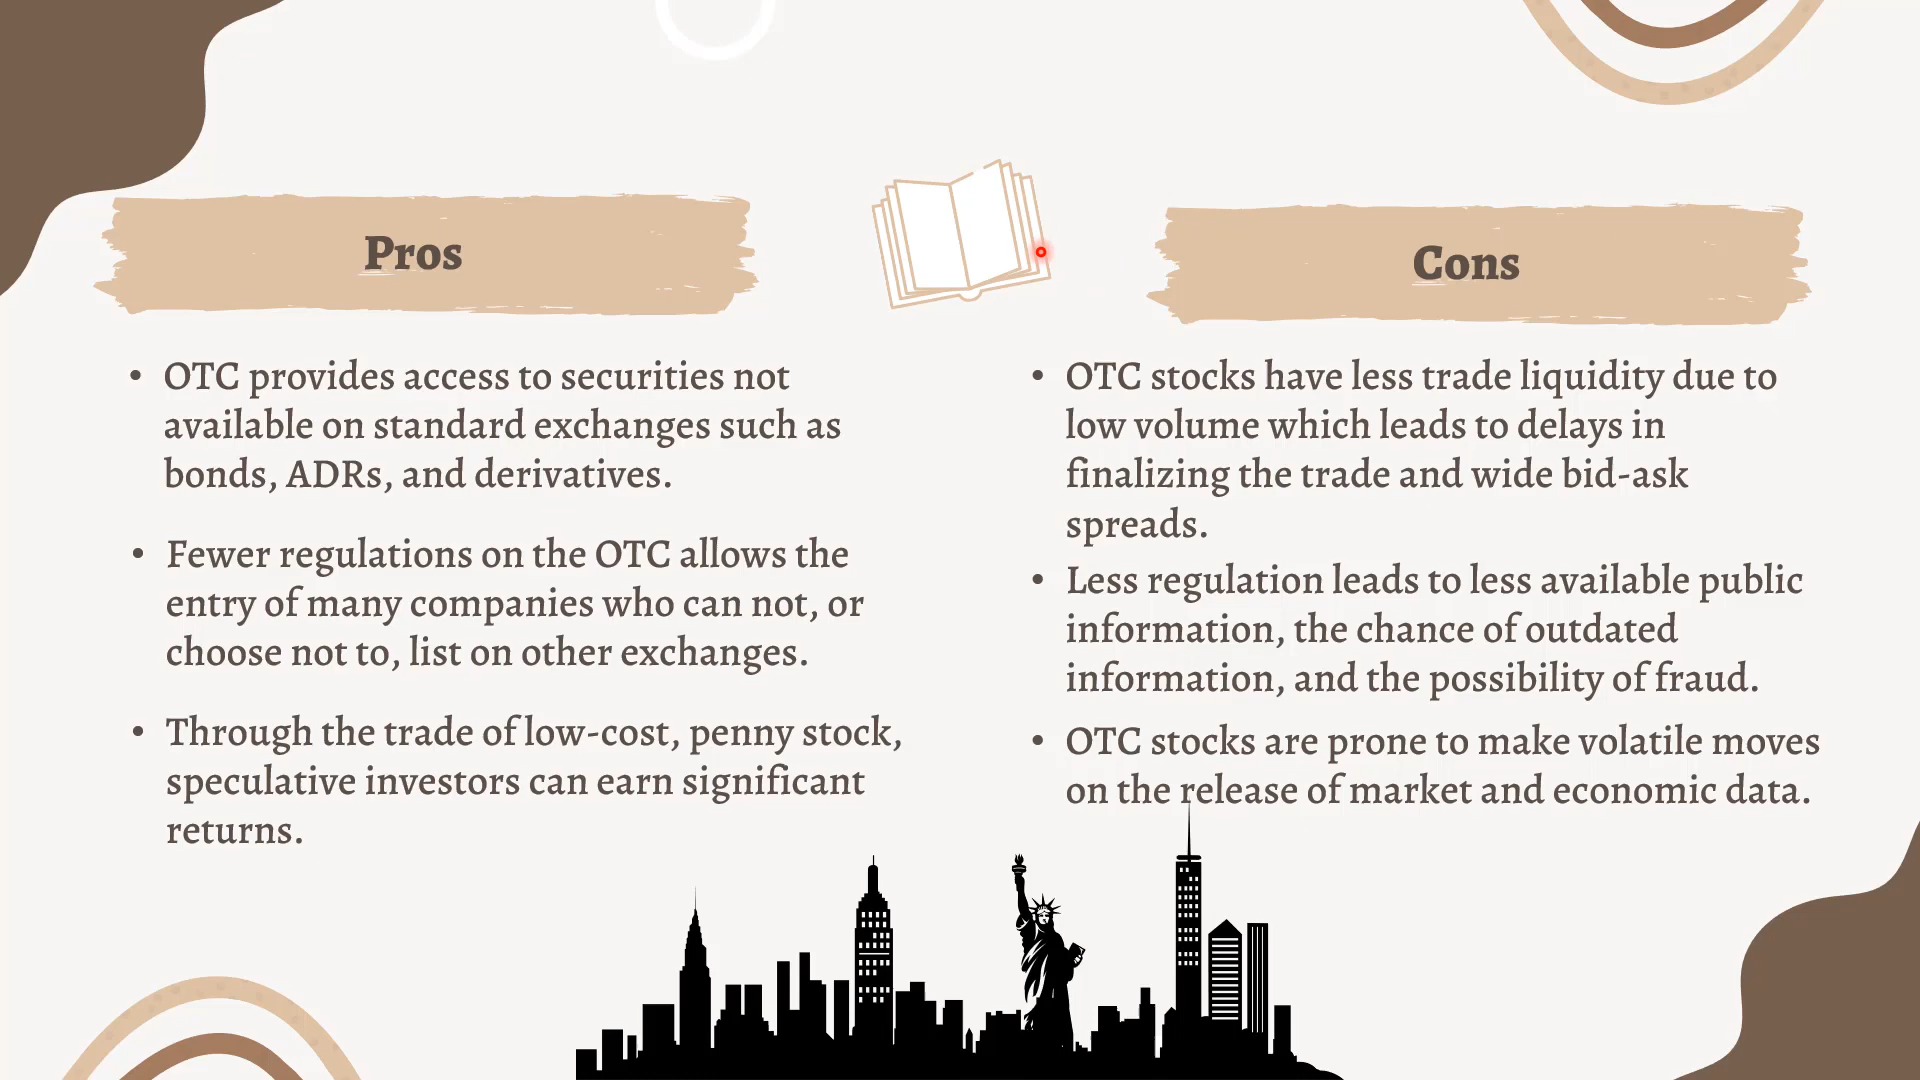 Pros
• OTC provides access to securities not
available on standard exchanges such as
bonds, ADRs, and derivatives.
• Fewer regulations on the OTC allows the
entry of many companies who can not, or
choose not to, list on other exchanges.
• Through the trade of low-cost, penny stock,
speculative investors can earn significant
returns.
Cons
• OTC stocks have less trade liquidity due to
low volume which leads to delays in
finalizing the trade and wide bid-ask
spreads.
• Less regulation leads to less available public
information, the chance of outdated
information, and the possibility of fraud.
• OTC stocks are prone to make volatile moves
on the release of market and economic data.